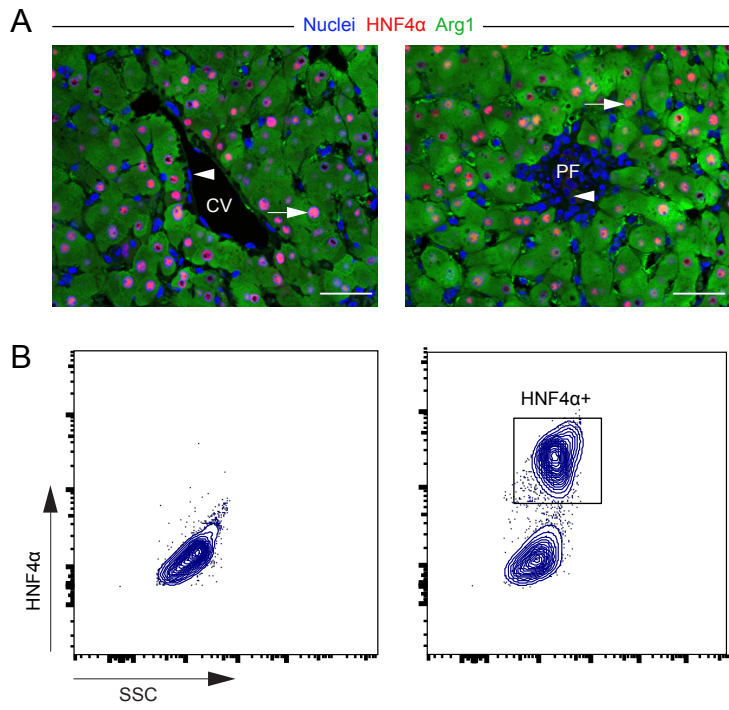 A
Nuclei HNF4α Arg1
CV
PF
B
HNF4α+
HNF4α
SSC